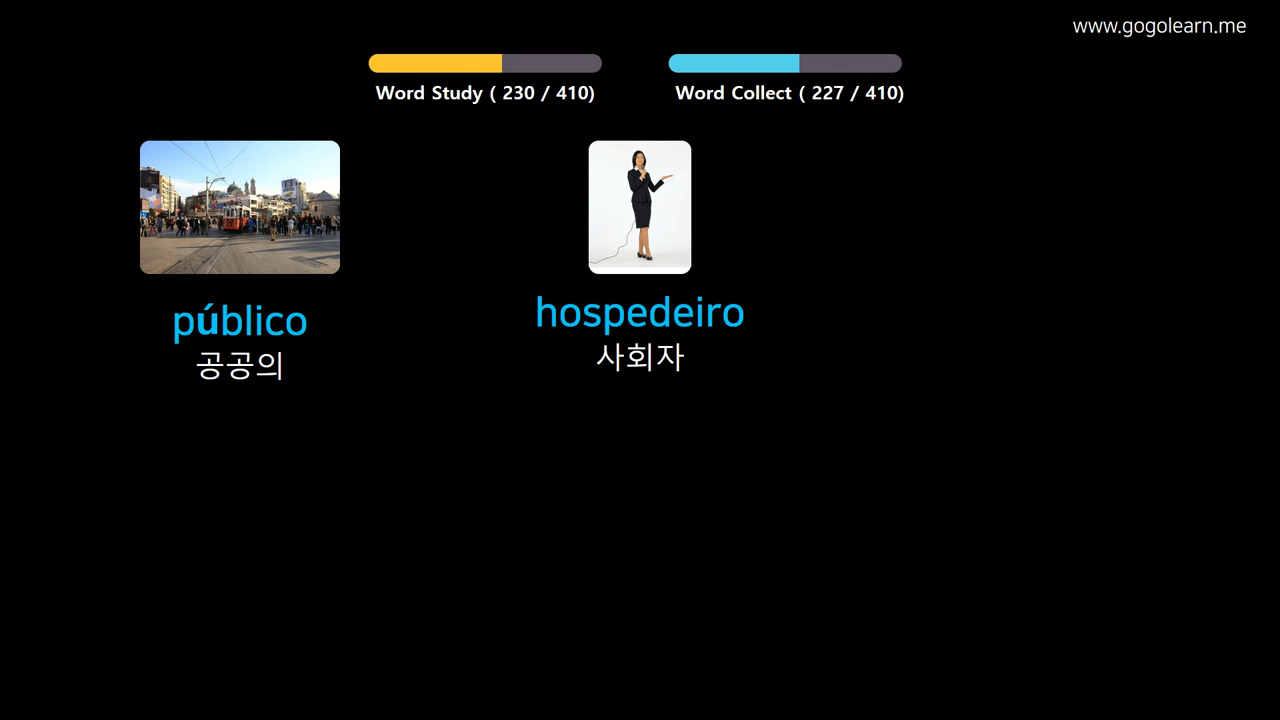 www.gogolearn.me
Word Study ( 230 / 410)
Word Collect ( 227 / 410)
público
공공의
hospedeiro
사회자